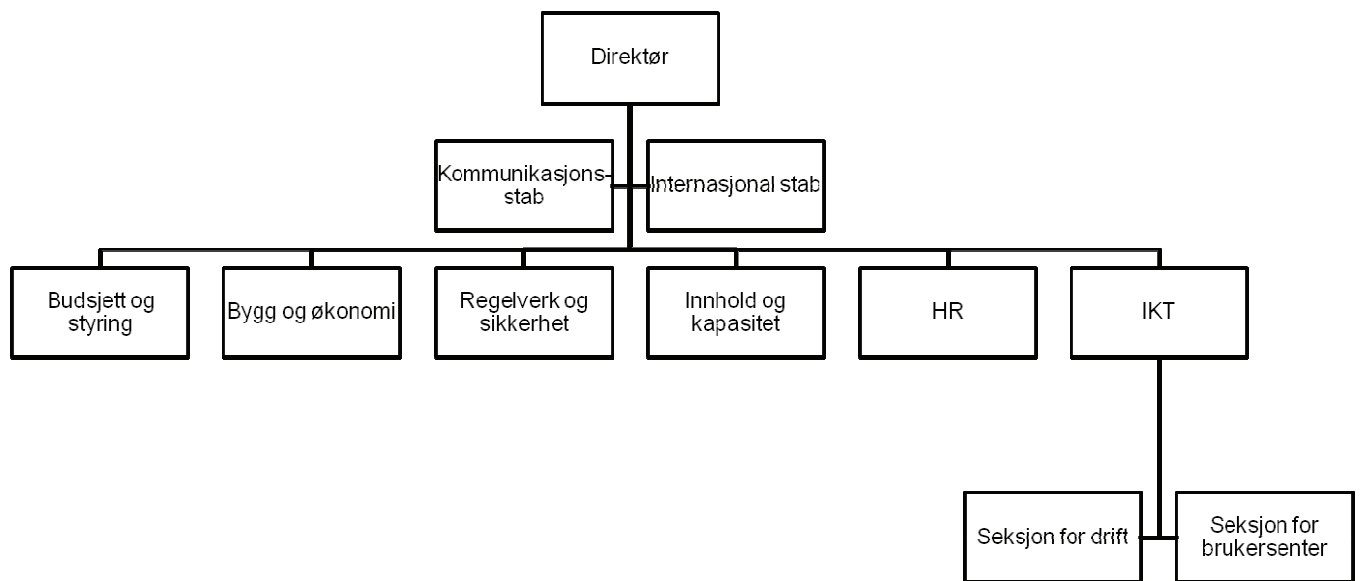 Direktør
Kommunikasjons-
stab
Internasjonal stab
Budsjett og
styring
Bygg og økonomi
Regelverk og
sikkerhet
Innhold og
kapasitet
HR
IKT
Seksjon for drift
Seksjon for
brukersenter